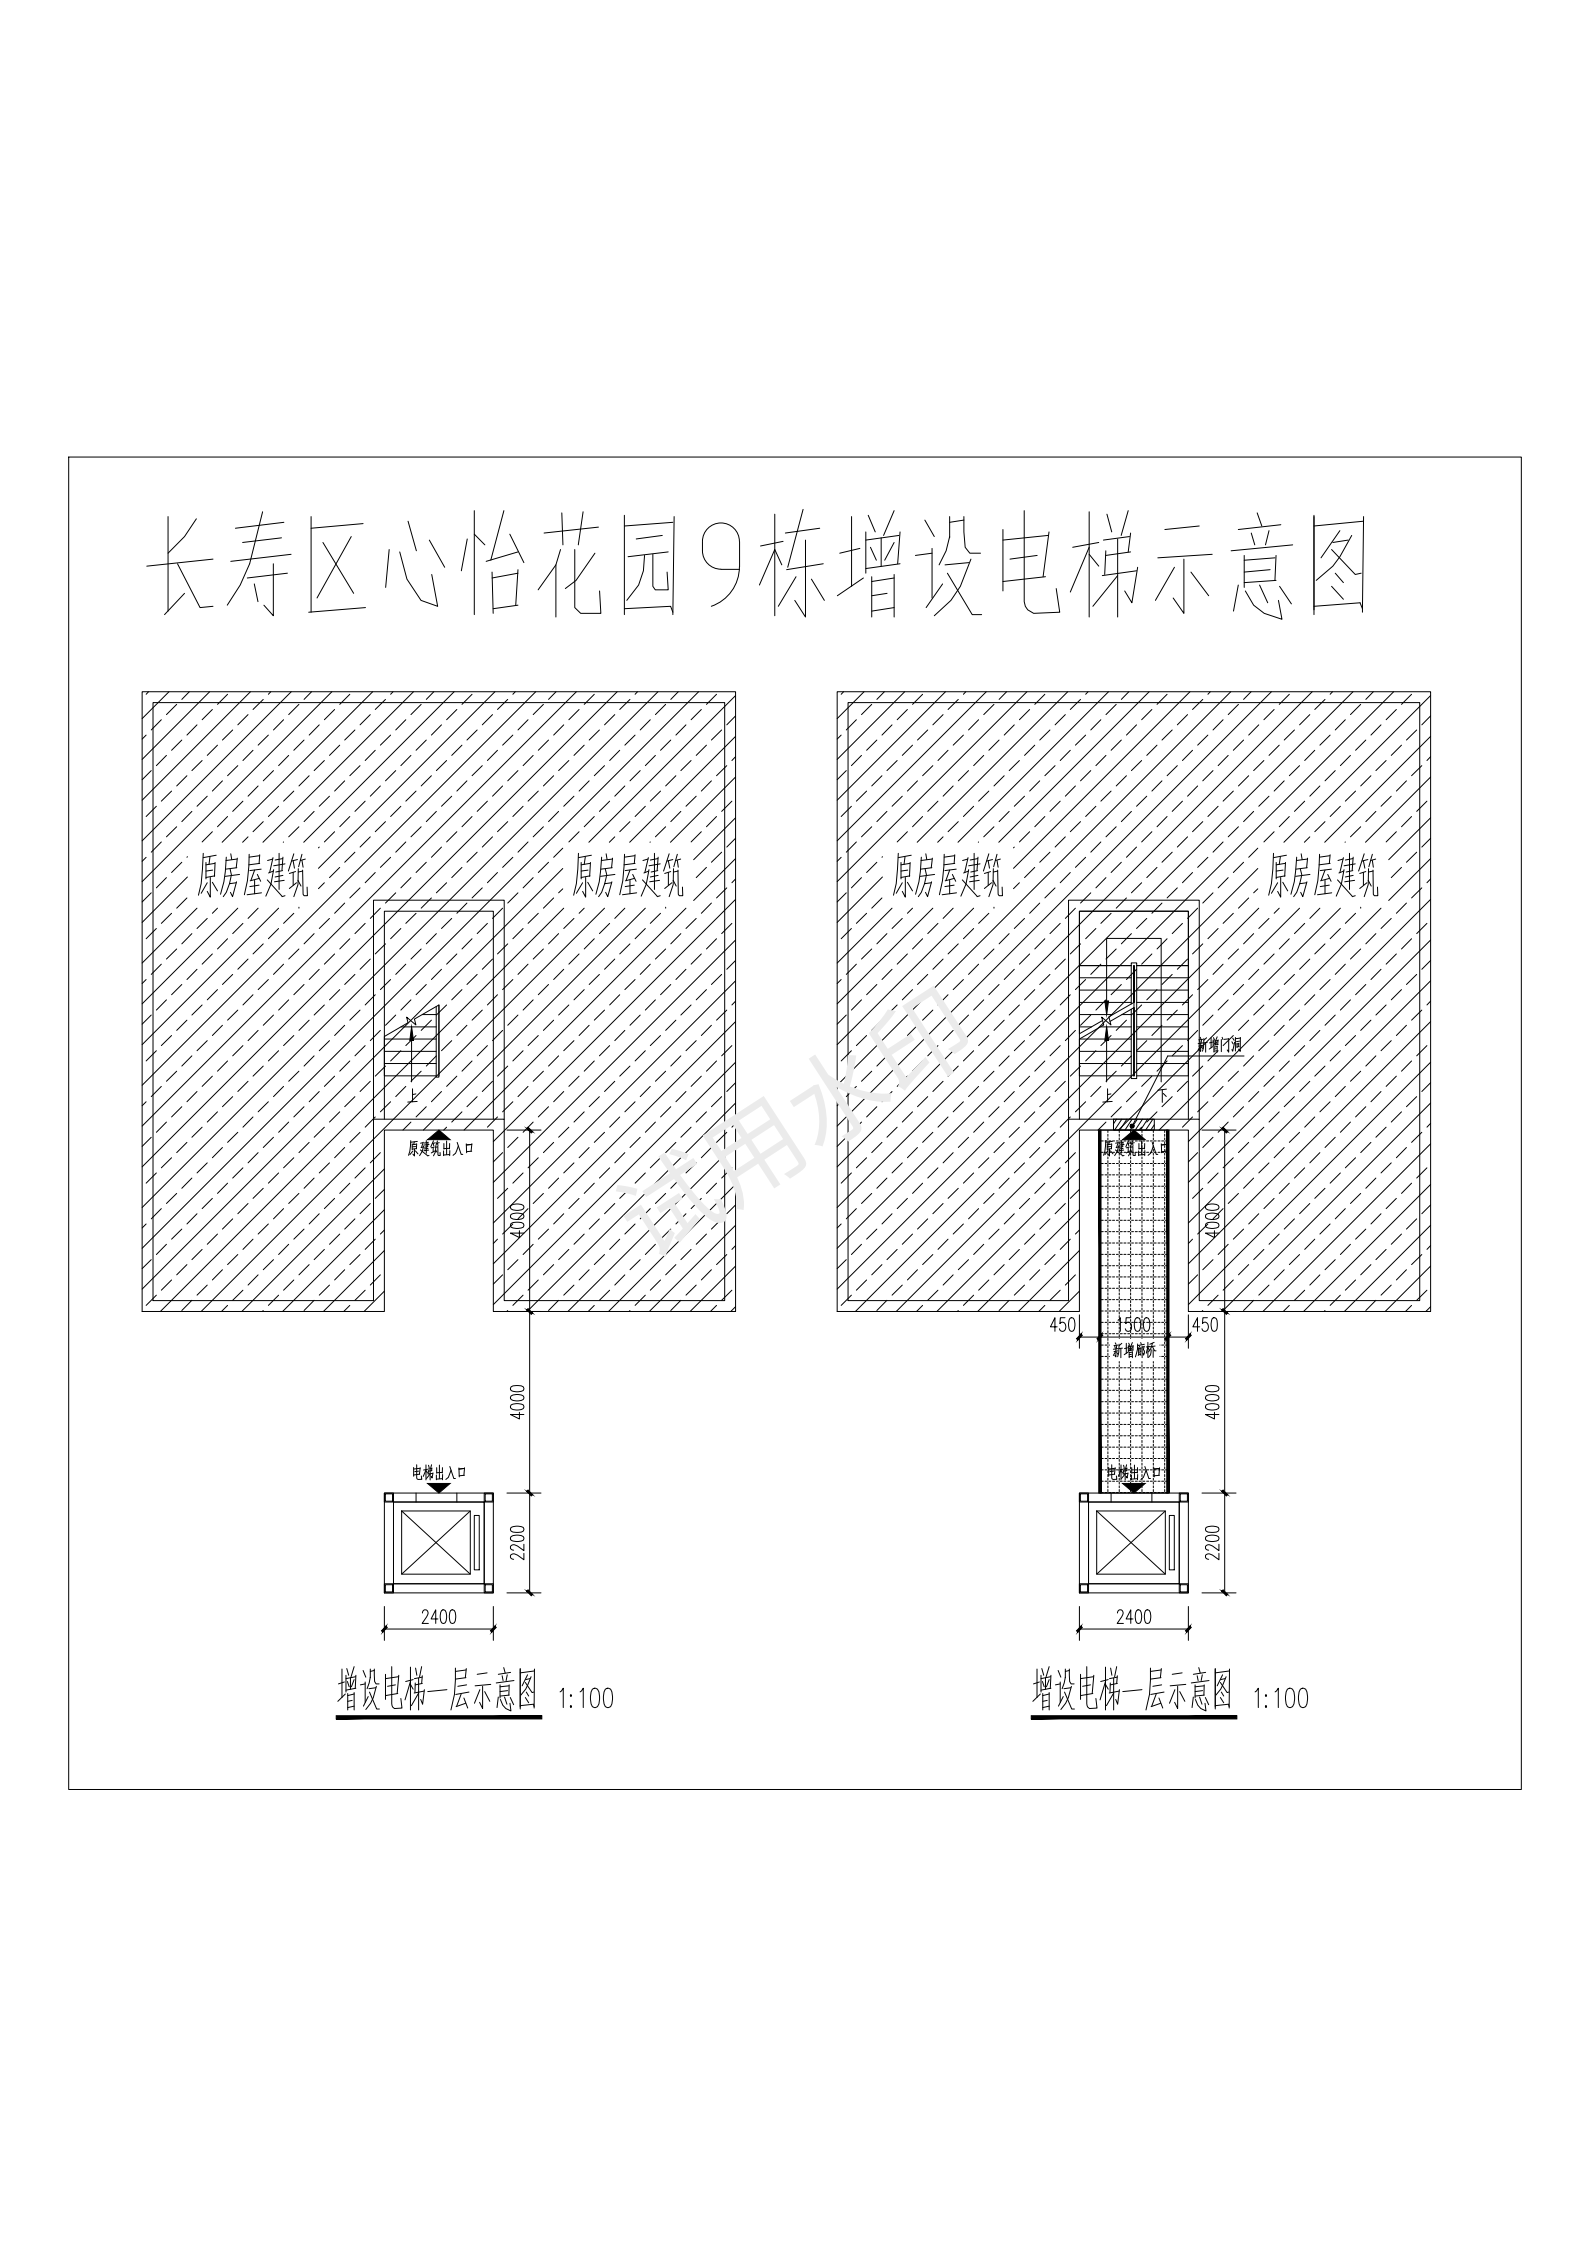 长寿区心怡花园9栋增设电梯示意图
原房屋建筑 原房屋建筑 原房屋建筑 原房屋建筑
新增门洞
上 上 下
原建筑出入口 原建筑出入口
4000 4000
450 1500 450
新增廊桥
4000 4000
电梯出入口 电梯出入口
2200 2200
2400 2400
增设电梯一层示意图 1:100 增设电梯一层示意图 1:100
试用水印